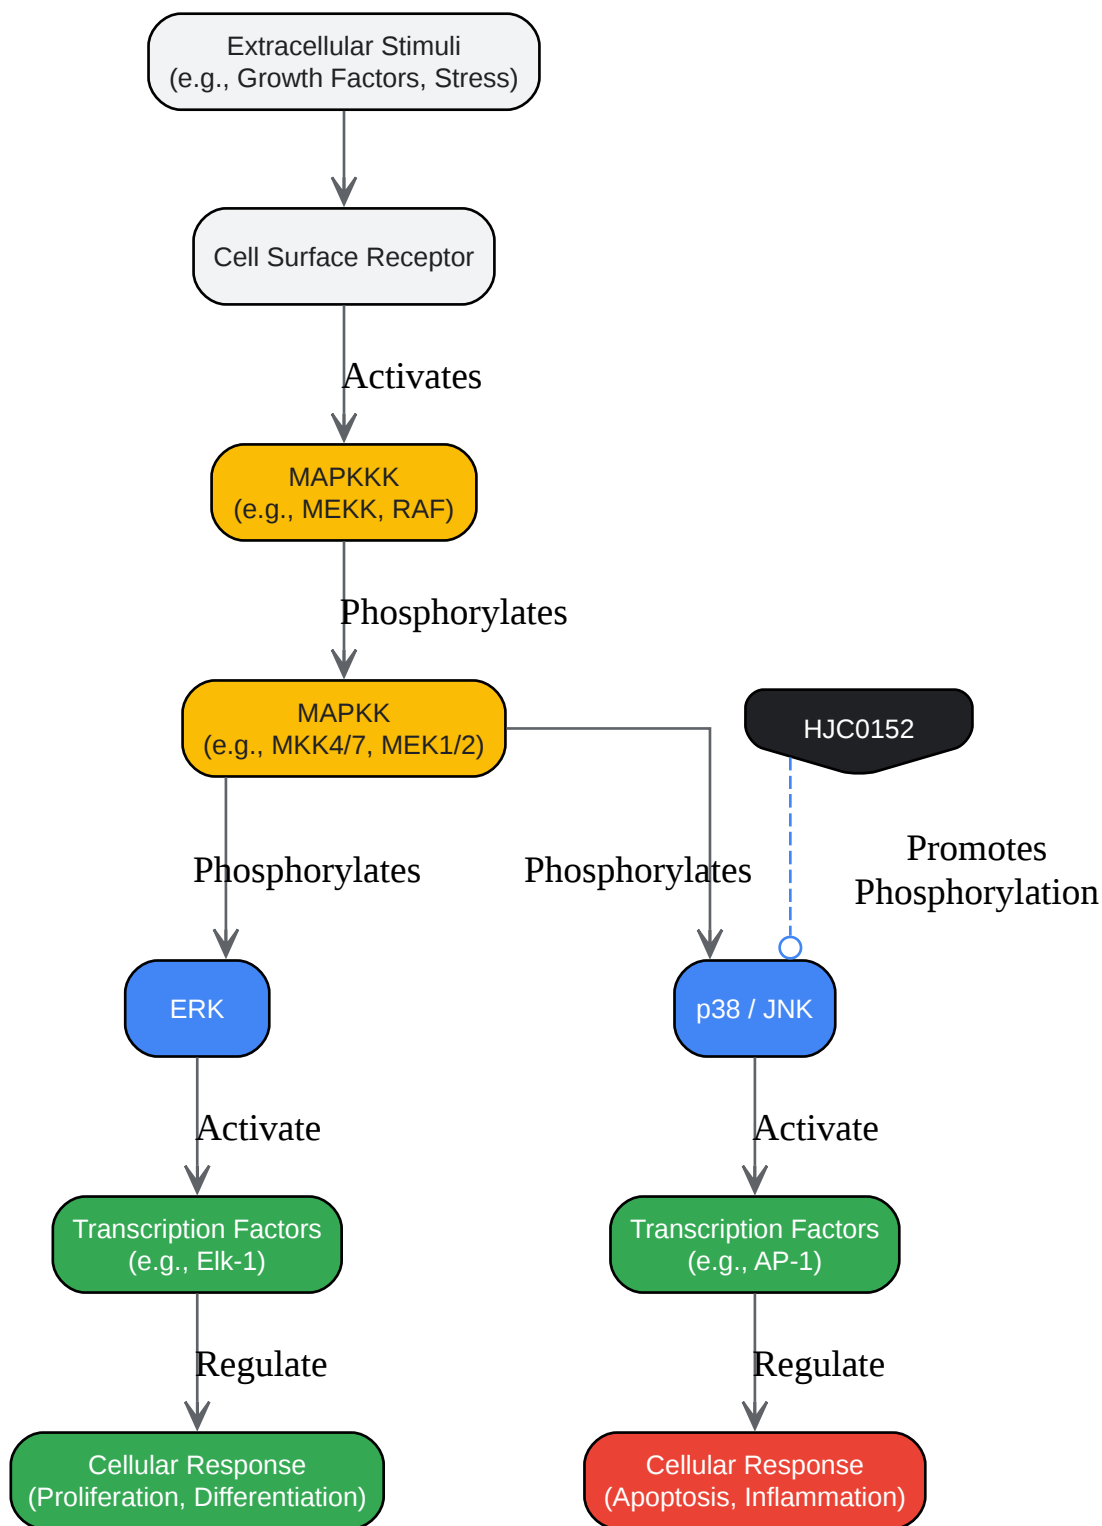 Extracellular Stimuli
(e.g., Growth Factors, Stress)
Cell Surface Receptor
Activates
MAPKKK
(e.g., MEKK, RAF)
Phosphorylates
MAPKK
(e.g., MKK4/7, MEK1/2)
HJC0152
Phosphorylates
Phosphorylates
Promotes
Phosphorylation
ERK
p38 / JNK
Activate
Activate
Transcription Factors
(e.g., Elk-1)
Transcription Factors
(e.g., AP-1)
Regulate
Regulate
Cellular Response
(Proliferation, Differentiation)
Cellular Response
(Apoptosis, Inflammation)